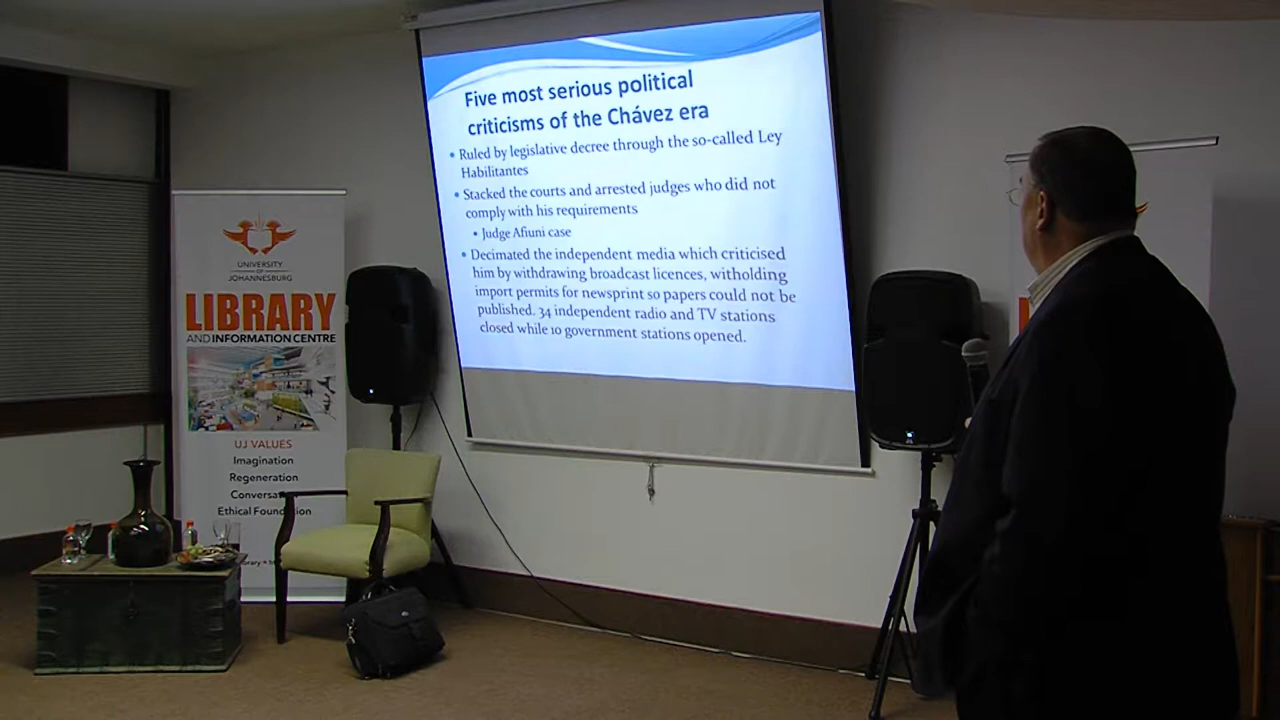 Five most serious political
criticisms of the Chávez era
• Ruled by legislative decree through the so-called Ley
Habilitantes
• Stacked the courts and arrested judges who did not
comply with his requirements
• Judge Afiuni case
• Decimated the independent media which criticised
him by withdrawing broadcast licences, witholding
import permits for newsprint so papers could not be
published. 34 independent radio and TV stations
closed while 10 government stations opened.
UNIVERSITY
OF
JOHANNESBURG
LIBRARY
AND INFORMATION CENTRE
UJ VALUES
Imagination
Regeneration
Ethical